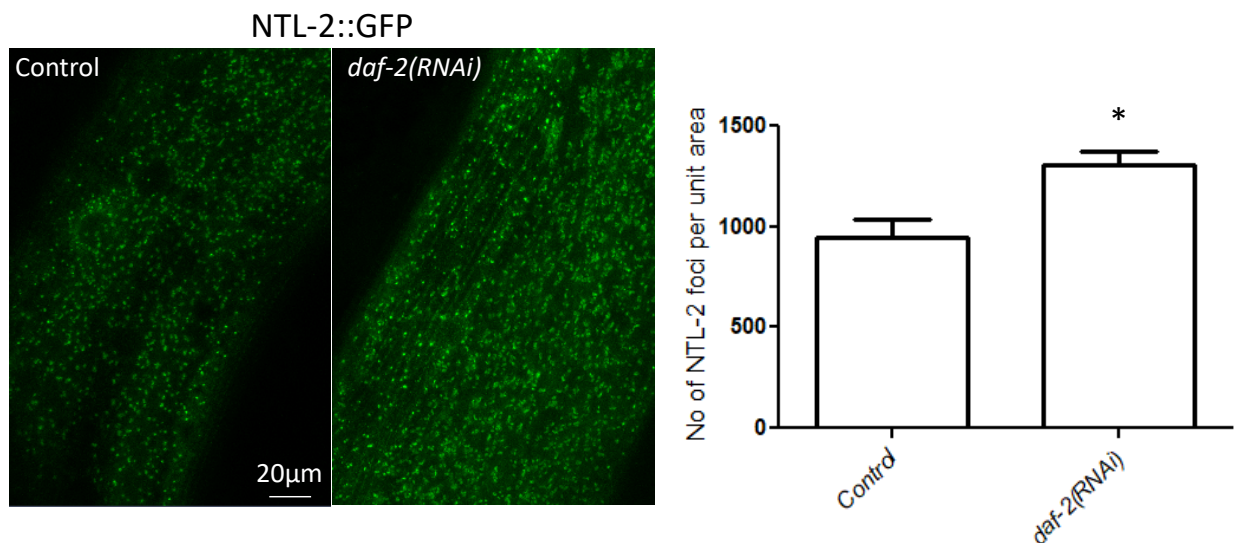 NTL-2::GFP
Control
daf-2(RNAi)
20µm
No of NTL-2 foci per unit area
1500
1000
500
0
*
Control
daf-2(RNAi)